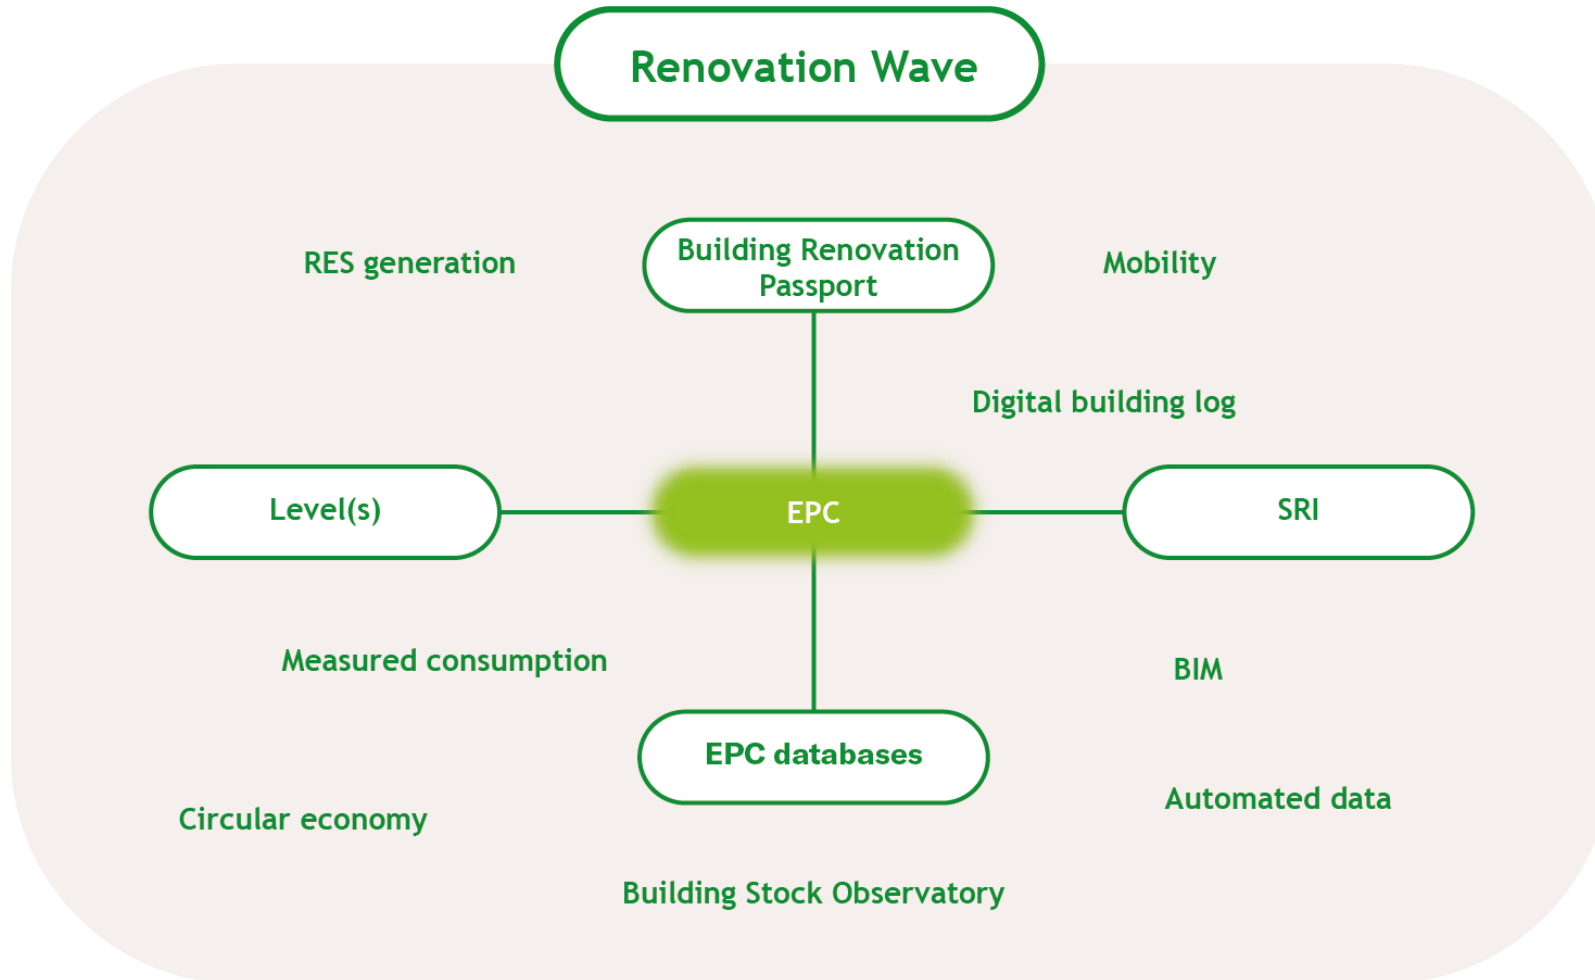 Renovation Wave
RES generation
Building Renovation
Passport
Mobility
Digital building log
Level(s)
EPC
SRI
Measured consumption
BIM
EPC databases
Automated data
Circular economy
Building Stock Observatory